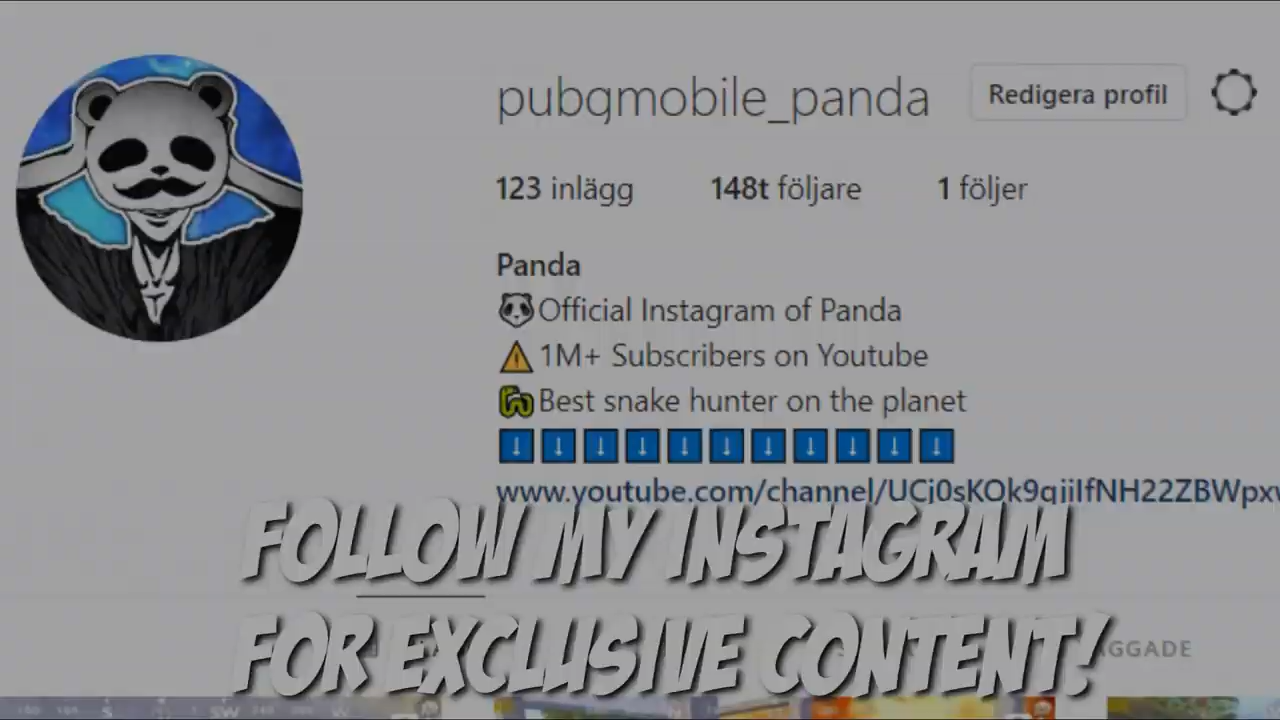 pubgmobile_panda Redigera profil
123 inlägg 148t följare 1 följer
Panda
Official Instagram of Panda
1M+ Subscribers on Youtube
Best snake hunter on the planet
FOLLOW MY INSTAGRAM
FOR EXCLUSIVE CONTENT!
SW